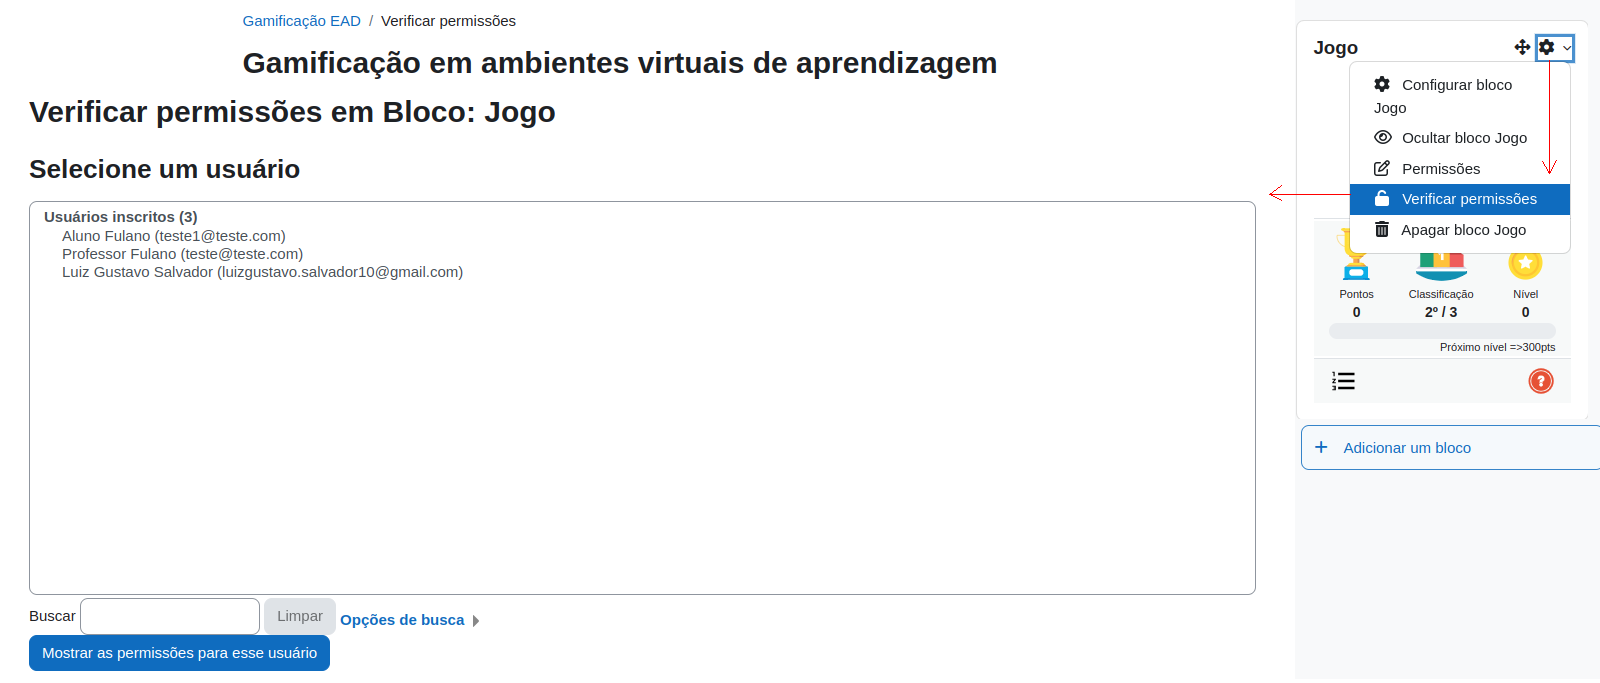 Gamificação EAD / Verificar permissões
Gamificação em ambientes virtuais de aprendizagem
Verificar permissões em Bloco: Jogo
Selecione um usuário
Usuários inscritos (3)
Aluno Fulano (teste1@teste.com)
Professor Fulano (teste@teste.com)
Luiz Gustavo Salvador (luizgustavo.salvador10@gmail.com)
Buscar
Limpar
Opções de busca
Mostrar as permissões para esse usuário
Jogo
Configurar bloco
Jogo
Ocultar bloco Jogo
Permissões
Verificar permissões
Apagar bloco Jogo
Pontos Classificação Nível
0 2º / 3 0
Próximo nível =>300pts
+ Adicionar um bloco